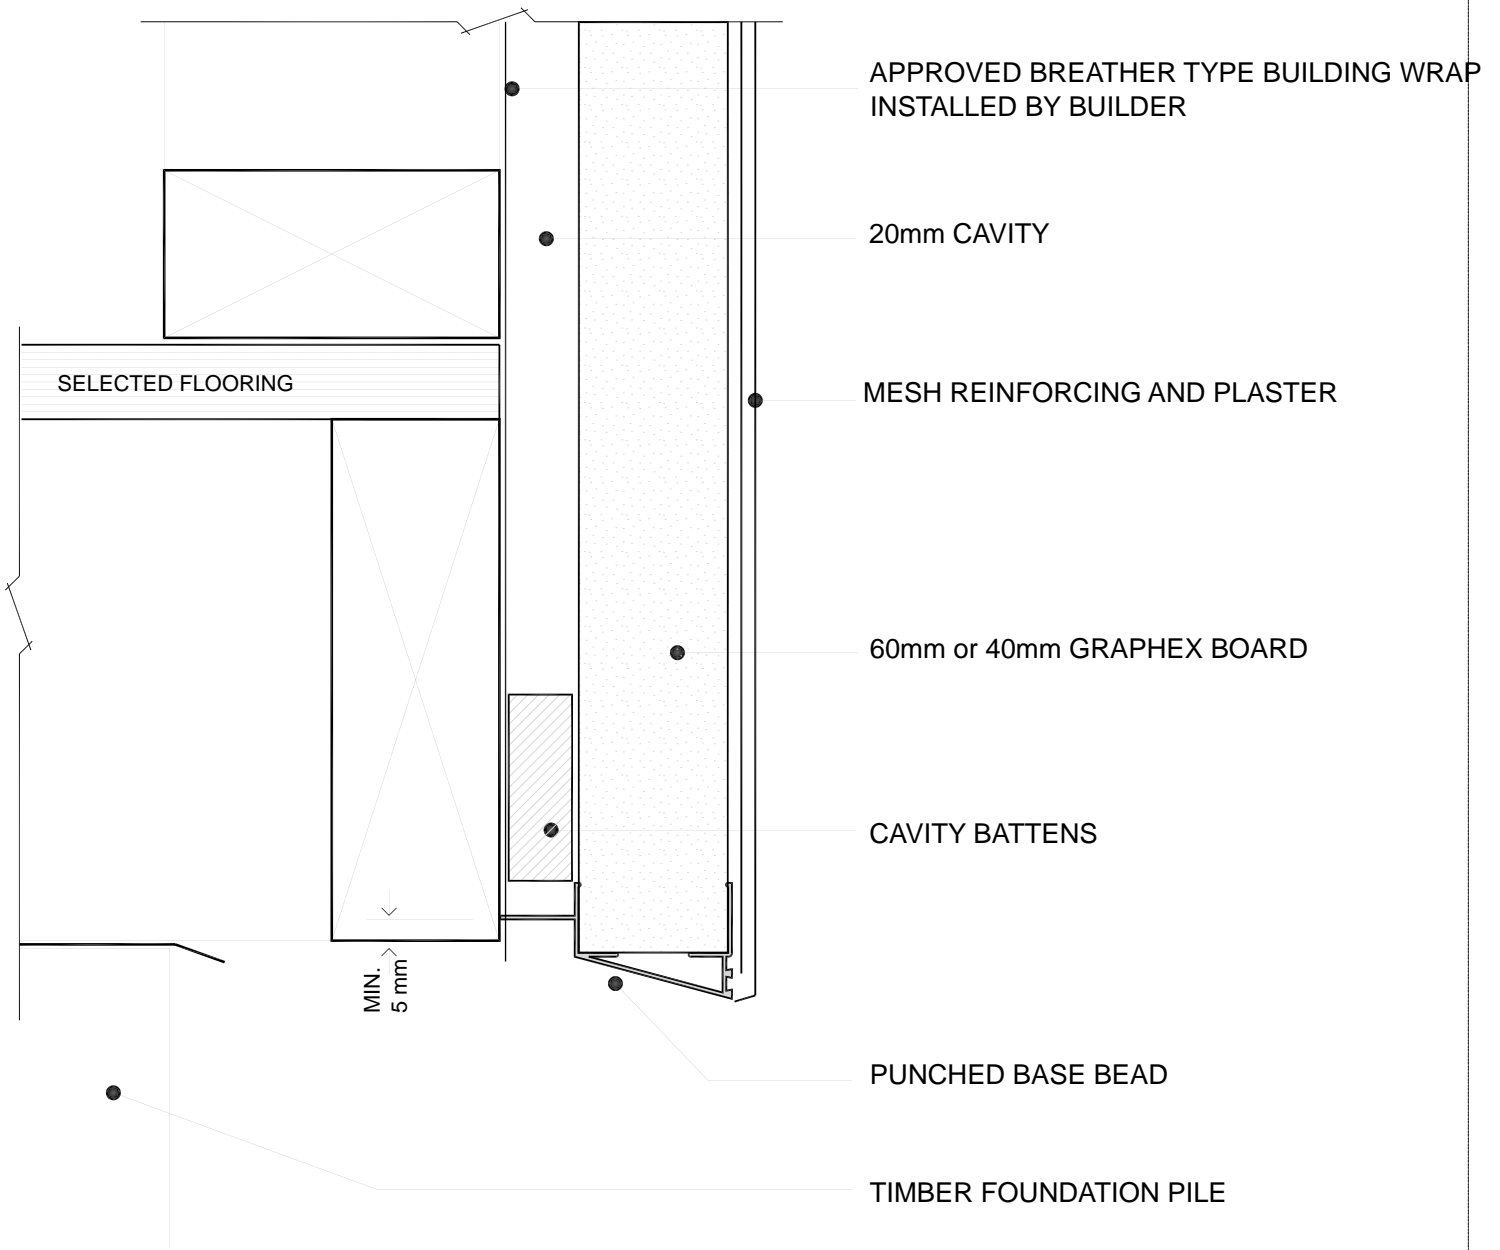 APPROVED BREATHER TYPE BUILDING WRAP
INSTALLED BY BUILDER
20mm CAVITY
SELECTED FLOORING
MESH REINFORCING AND PLASTER
60mm or 40mm GRAPHEX BOARD
CAVITY BATTENS
MIN.
5 mm
PUNCHED BASE BEAD
TIMBER FOUNDATION PILE